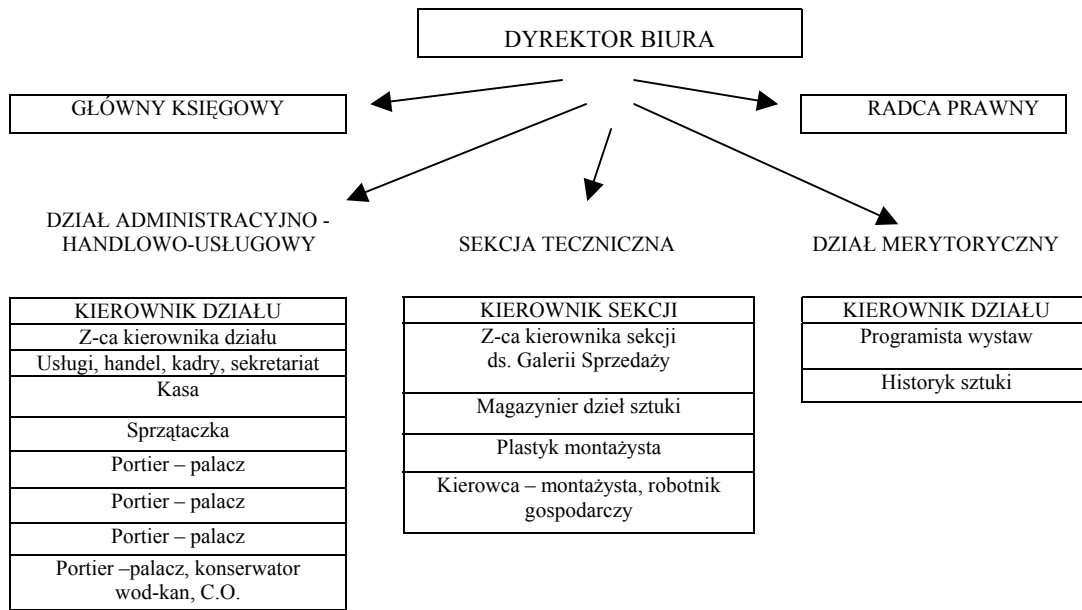 DYREKTOR BIURA
GŁÓWNY KSIĘGOWY
RADCA PRAWNY
DZIAŁ ADMINISTRACYJNO -
HANDLOWO-USŁUGOWY
SEKCJA TECZNICZNA
DZIAŁ MERYTORYCZNY
KIEROWNIK DZIAŁU
Z-ca kierownika działu
Usługi, handel, kadry, sekretariat
Kasa
Sprzątaczka
Portier – palacz
Portier – palacz
Portier – palacz
Portier –palacz, konserwator
wod-kan, C.O.
KIEROWNIK SEKCJI
Z-ca kierownika sekcji
ds. Galerii Sprzedaży
Magazynier dzieł sztuki
Plastyk montażysta
Kierowca – montażysta, robotnik
gospodarczy
KIEROWNIK DZIAŁU
Programista wystaw
Historyk sztuki